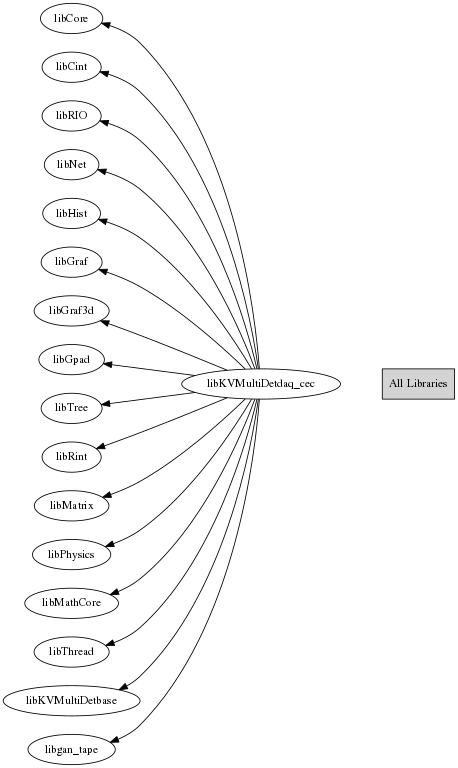 libCore
libCint
libRIO
libNet
libHist
libGraf
libGraf3d
libGpad
libKVMultiDetdaq_cec
All Libraries
libTree
libRint
libMatrix
libPhysics
libMathCore
libThread
libKVMultiDetbase
libgan_tape